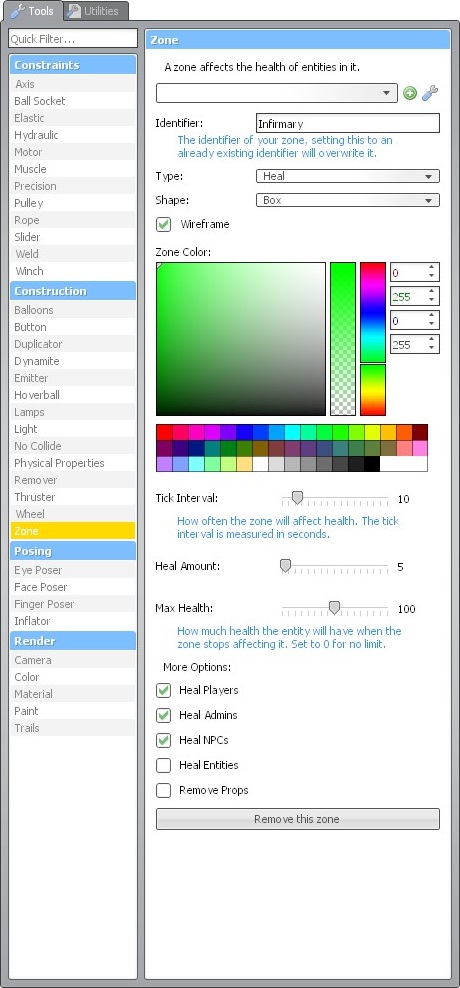 Tools
Utilities
Quick Filter...
Constraints
Axis
Ball Socket
Elastic
Hydraulic
Motor
Muscle
Precision
Pulley
Rope
Slider
Weld
Winch
Construction
Balloons
Button
Duplicator
Dynamite
Emitter
Hoverball
Lamps
Light
No Collide
Physical Properties
Remover
Thruster
Wheel
Zone
Posing
Eye Poser
Face Poser
Finger Poser
Inflator
Render
Camera
Color
Material
Paint
Trails
Zone
A zone affects the health of entities in it.
Identifier:
Infirmary
The identifier of your zone, setting this to an
already existing identifier will overwrite it.
Type:
Heal
Shape:
Box
Wireframe
Zone Color:
0
255
0
255
Tick Interval:
10
How often the zone will affect health. The tick
interval is measured in seconds.
Heal Amount:
5
Max Health:
100
How much health the entity will have when the
zone stops affecting it. Set to 0 for no limit.
More Options:
Heal Players
Heal Admins
Heal NPCs
Heal Entities
Remove Props
Remove this zone